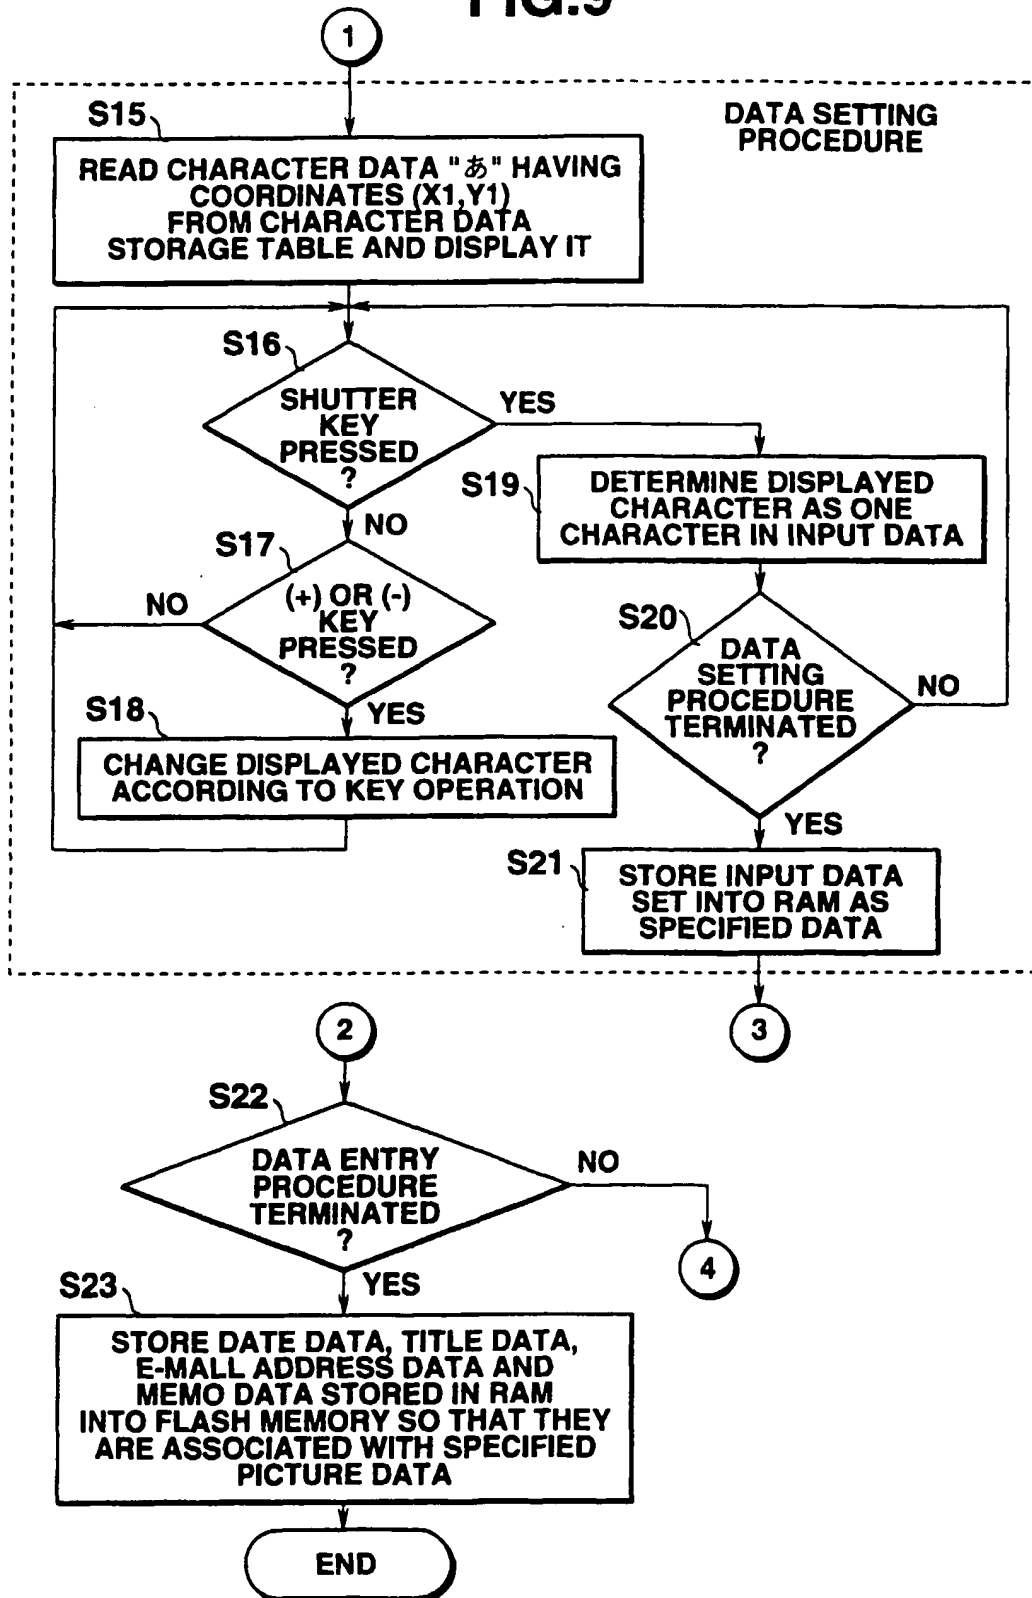 FIG.9
1
DATA SETTING
PROCEDURE
S15
READ CHARACTER DATA "あ" HAVING
COORDINATES (X1,Y1)
FROM CHARACTER DATA
STORAGE TABLE AND DISPLAY IT
S16
SHUTTER
KEY
PRESSED
?
YES
NO
S19
DETERMINE DISPLAYED
CHARACTER AS ONE
CHARACTER IN INPUT DATA
S17
(+) OR (-)
KEY
PRESSED
?
NO
YES
S20
DATA
SETTING
PROCEDURE
TERMINATED
?
NO
YES
S18
CHANGE DISPLAYED CHARACTER
ACCORDING TO KEY OPERATION
S21
STORE INPUT DATA
SET INTO RAM AS
SPECIFIED DATA
3
2
S22
DATA ENTRY
PROCEDURE
TERMINATED
?
NO
4
YES
S23
STORE DATE DATA, TITLE DATA,
E-MALL ADDRESS DATA AND
MEMO DATA STORED IN RAM
INTO FLASH MEMORY SO THAT THEY
ARE ASSOCIATED WITH SPECIFIED
PICTURE DATA
END